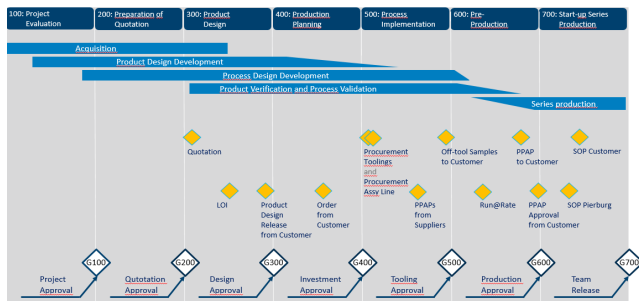 100: Project
Evaluation
200: Preparation of
Quotation
300: Product
Design
400: Production
Planning
500: Process
Implementation
600: Pre-
Production
700: Start-up Series
Production
Acquisition
Product Design Development
Process Design Development
Product Verification and Process Validation
Series production
Quotation
Procurement
Toolings
and
Procurement
Assy Line
Off-tool Samples
to Customer
PPAP
to Customer
SOP Customer
LOI
Product
Design
Release
from Customer
Order
from
Customer
PPAPs
from
Suppliers
Run@Rate
PPAP
Approval
from Customer
SOP Pierburg
G100
G200
G300
G400
G500
G600
G700
Project
Approval
Qutotation
Approval
Design
Approval
Investment
Approval
Tooling
Approval
Production
Approval
Team
Release